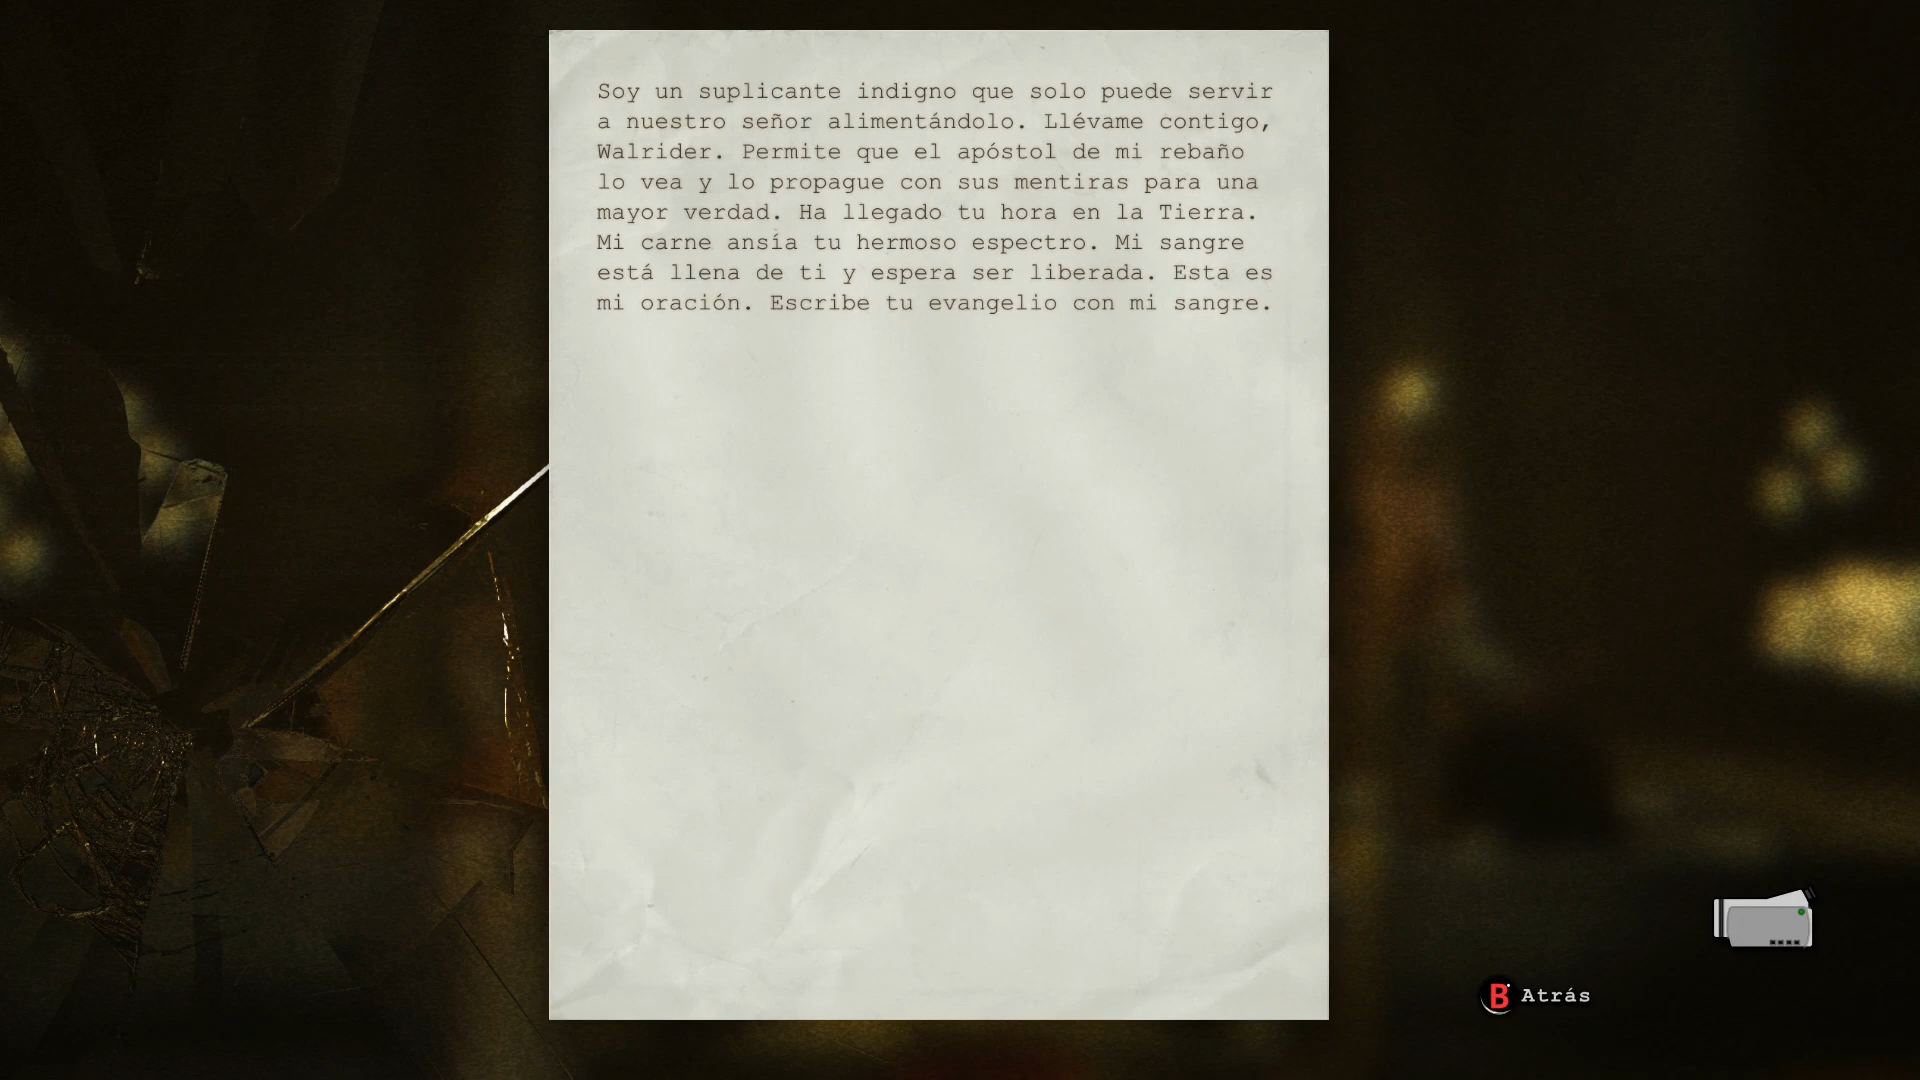 Soy un suplicante indigno que solo puede servir
a nuestro señor alimentándolo. Llévame contigo,
Walrider. Permite que el apóstol de mi rebaño
lo vea y lo propague con sus mentiras para una
mayor verdad. Ha llegado tu hora en la Tierra.
Mi carne ansía tu hermoso espectro. Mi sangre
está llena de ti y espera ser liberada. Esta es
mi oración. Escribe tu evangelio con mi sangre.
B Atrás